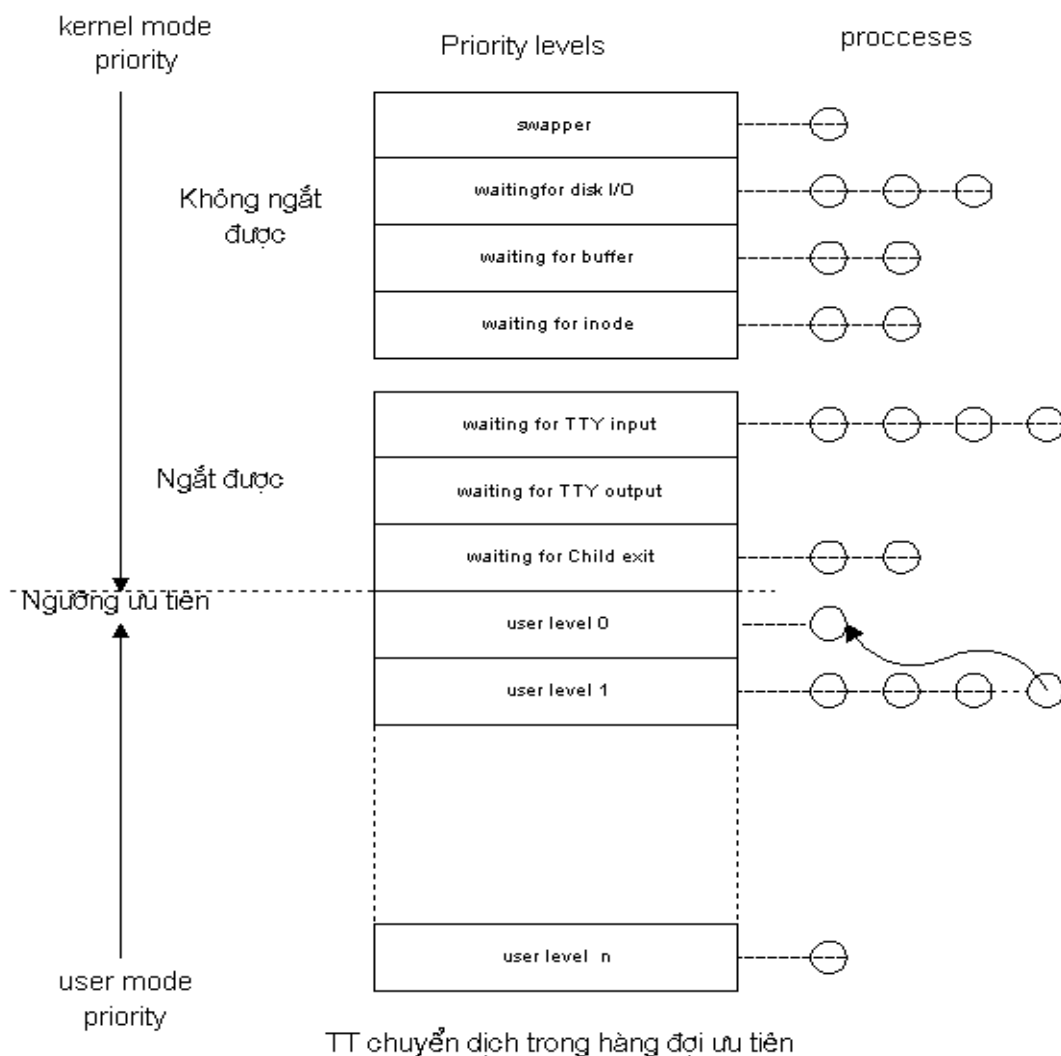 kernel mode
priority
Priority levels
procceses
swapper
Không ngắt
được
waitingfor disk I/O
waiting for buffer
waiting for inode
waiting for TTY input
Ngắt được
waiting for TTY output
waiting for Child exit
Ngưỡng ưu tiên
user level 0
user level 1
user level n
user mode
priority
TT chuyển dịch trong hàng đợi ưu tiên